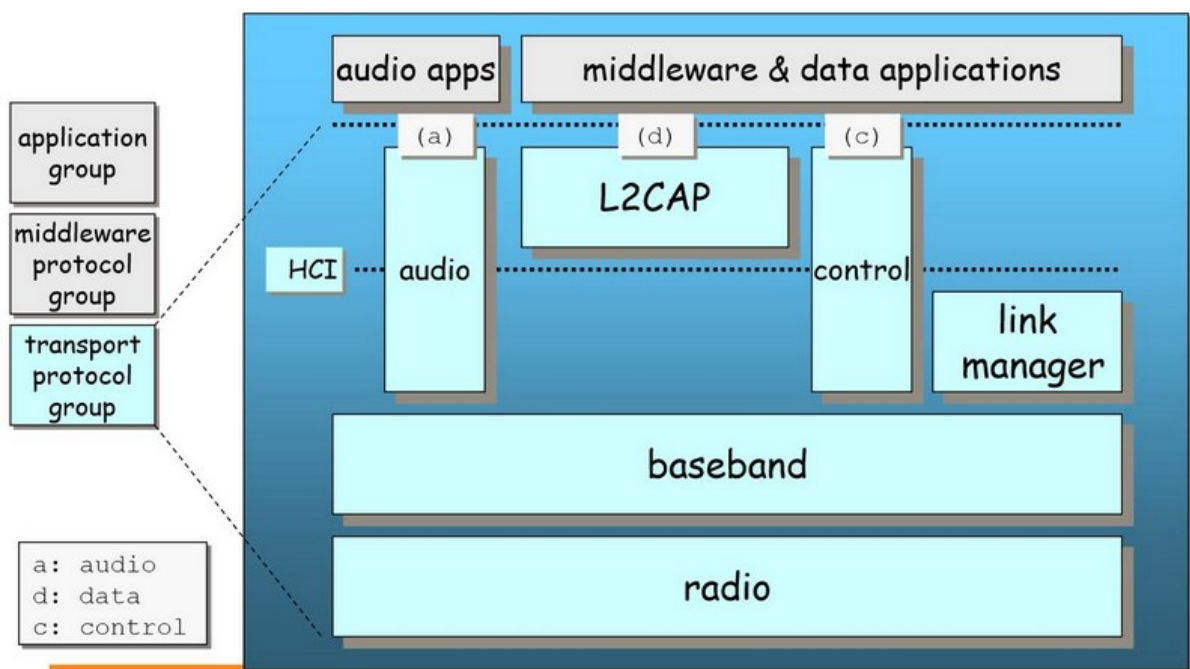 audio apps
middleware & data applications
application
group
(a)
(d)
(c)
L2CAP
middleware
protocol
group
HCI
audio
control
transport
protocol
group
link
manager
baseband
a: audio
d: data
c: control
radio